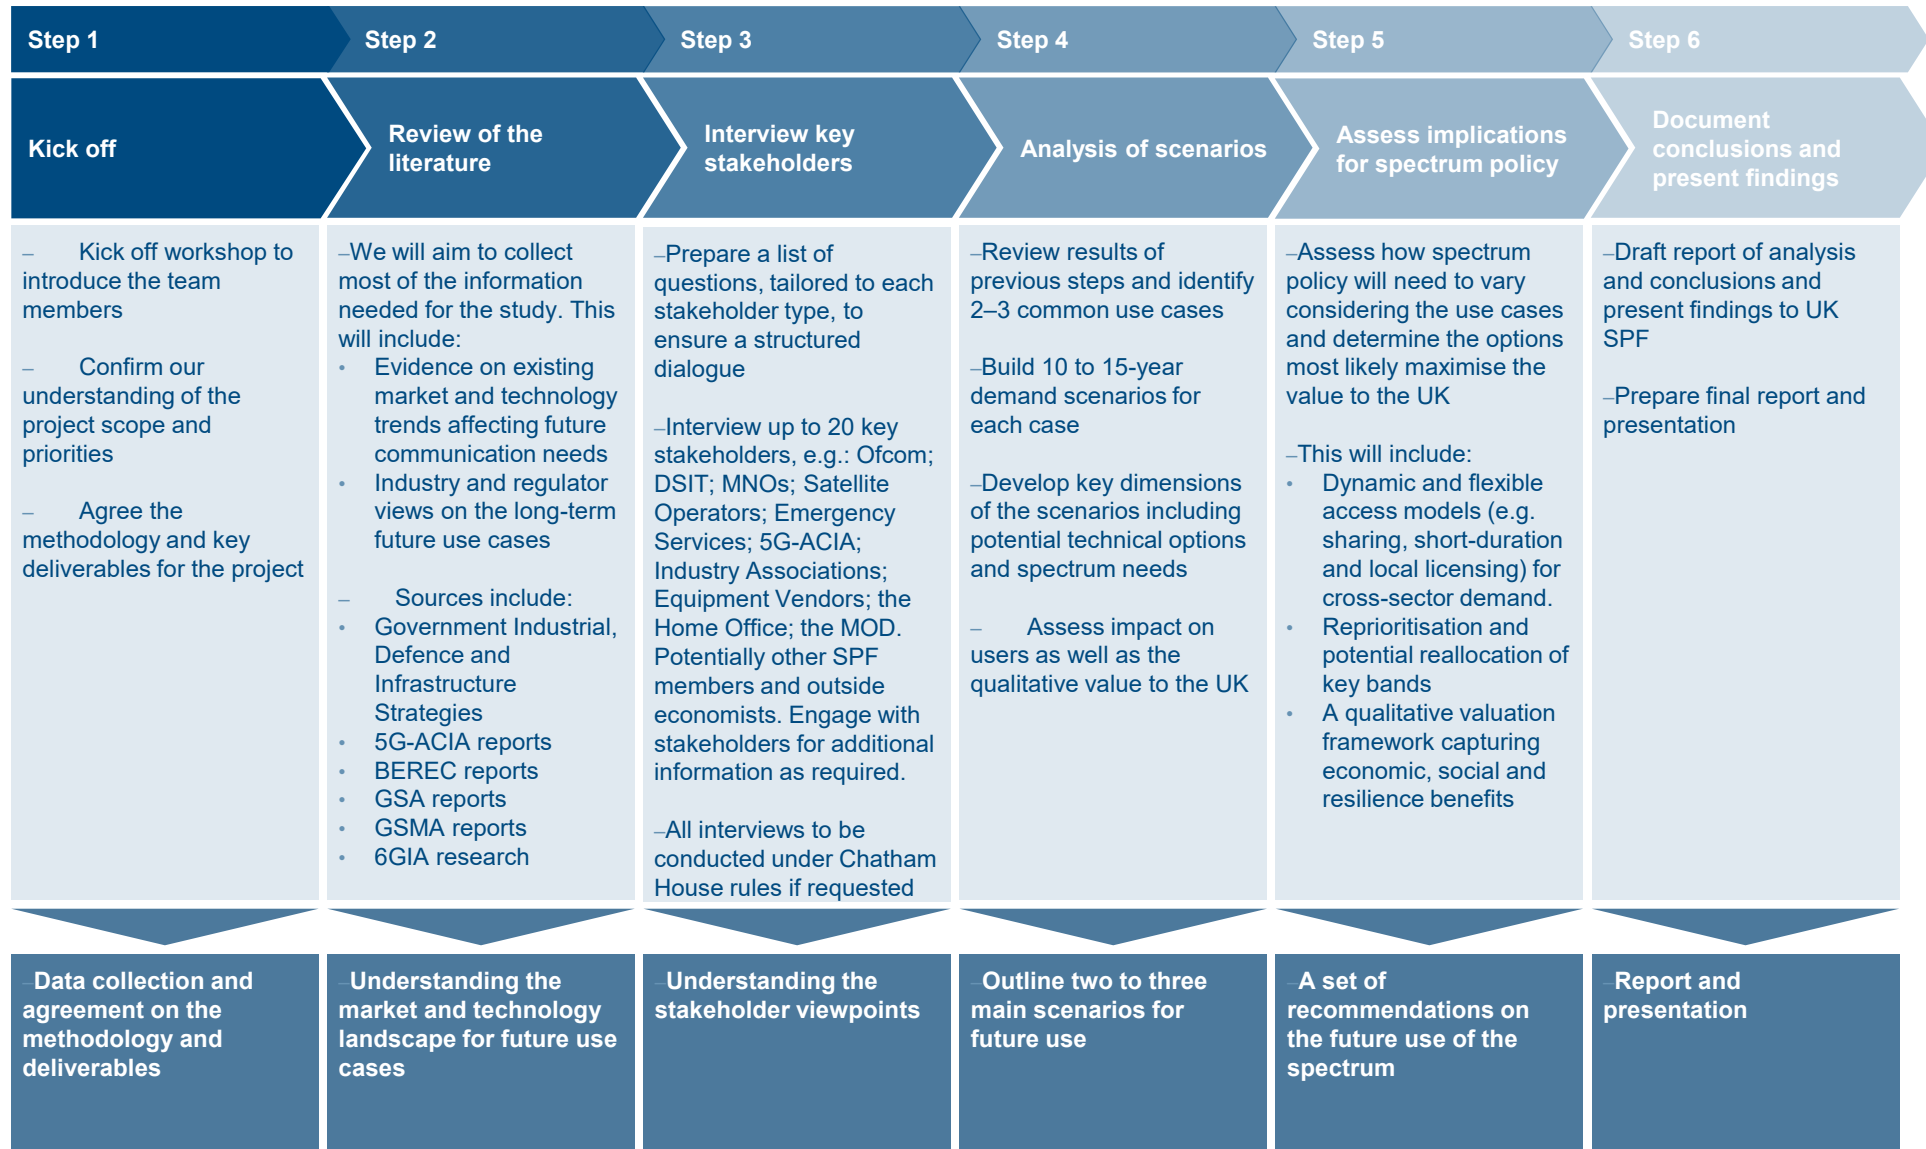 Step 1
Step 2
Step 3
Step 4
Step 5
Step 6
Kick off
Review of the
literature
Interview key
stakeholders
Analysis of scenarios
Assess implications
for spectrum policy
Document
conclusions and
present findings
– Kick off workshop to
introduce the team
members
– Confirm our
understanding of the
project scope and
priorities
– Agree the
methodology and key
deliverables for the project
–We will aim to collect
most of the information
needed for the study. This
will include:
• Evidence on existing
market and technology
trends affecting future
communication needs
• Industry and regulator
views on the long-term
future use cases
– Sources include:
• Government Industrial,
Defence and
Infrastructure
Strategies
• 5G-ACIA reports
• BEREC reports
• GSA reports
• GSMA reports
• 6GIA research
–Prepare a list of
questions, tailored to each
stakeholder type, to
ensure a structured
dialogue
–Interview up to 20 key
stakeholders, e.g.: Ofcom;
DSIT; MNOs; Satellite
Operators; Emergency
Services; 5G-ACIA;
Industry Associations;
Equipment Vendors; the
Home Office; the MOD.
Potentially other SPF
members and outside
economists. Engage with
stakeholders for additional
information as required.
–All interviews to be
conducted under Chatham
House rules if requested
–Review results of
previous steps and identify
2–3 common use cases
–Build 10 to 15-year
demand scenarios for
each case
–Develop key dimensions
of the scenarios including
potential technical options
and spectrum needs
– Assess impact on
users as well as the
qualitative value to the UK
–Assess how spectrum
policy will need to vary
considering the use cases
and determine the options
most likely maximise the
value to the UK
–This will include:
• Dynamic and flexible
access models (e.g.
sharing, short-duration
and local licensing) for
cross-sector demand.
• Reprioritisation and
potential reallocation of
key bands
• A qualitative valuation
framework capturing
economic, social and
resilience benefits
–Draft report of analysis
and conclusions and
present findings to UK
SPF
–Prepare final report and
presentation
–Data collection and
agreement on the
methodology and
deliverables
–Understanding the
market and technology
landscape for future use
cases
–Understanding the
stakeholder viewpoints
–Outline two to three
main scenarios for
future use
–A set of
recommendations on
the future use of the
spectrum
–Report and
presentation